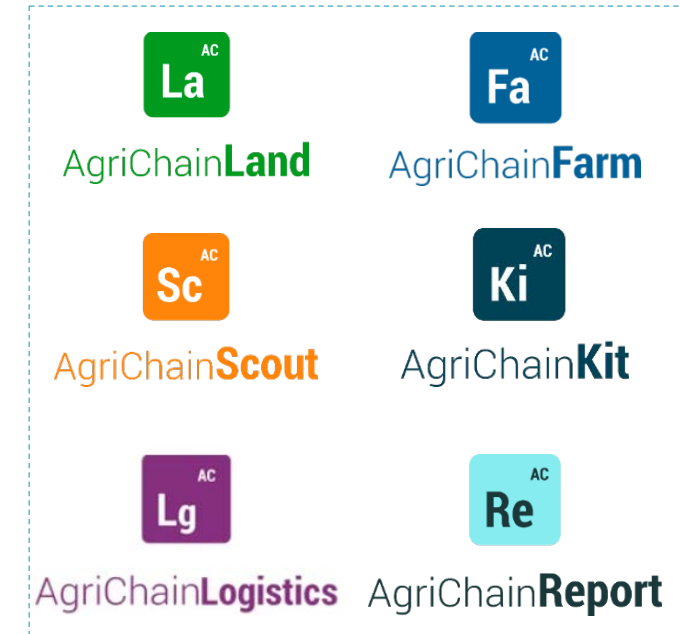 AC
La
AgriChainLand
AC
Fa
AgriChainFarm
AC
Sc
AgriChainScout
AC
Ki
AgriChainKit
AC
Lg
AgriChainLogistics
AC
Re
AgriChainReport